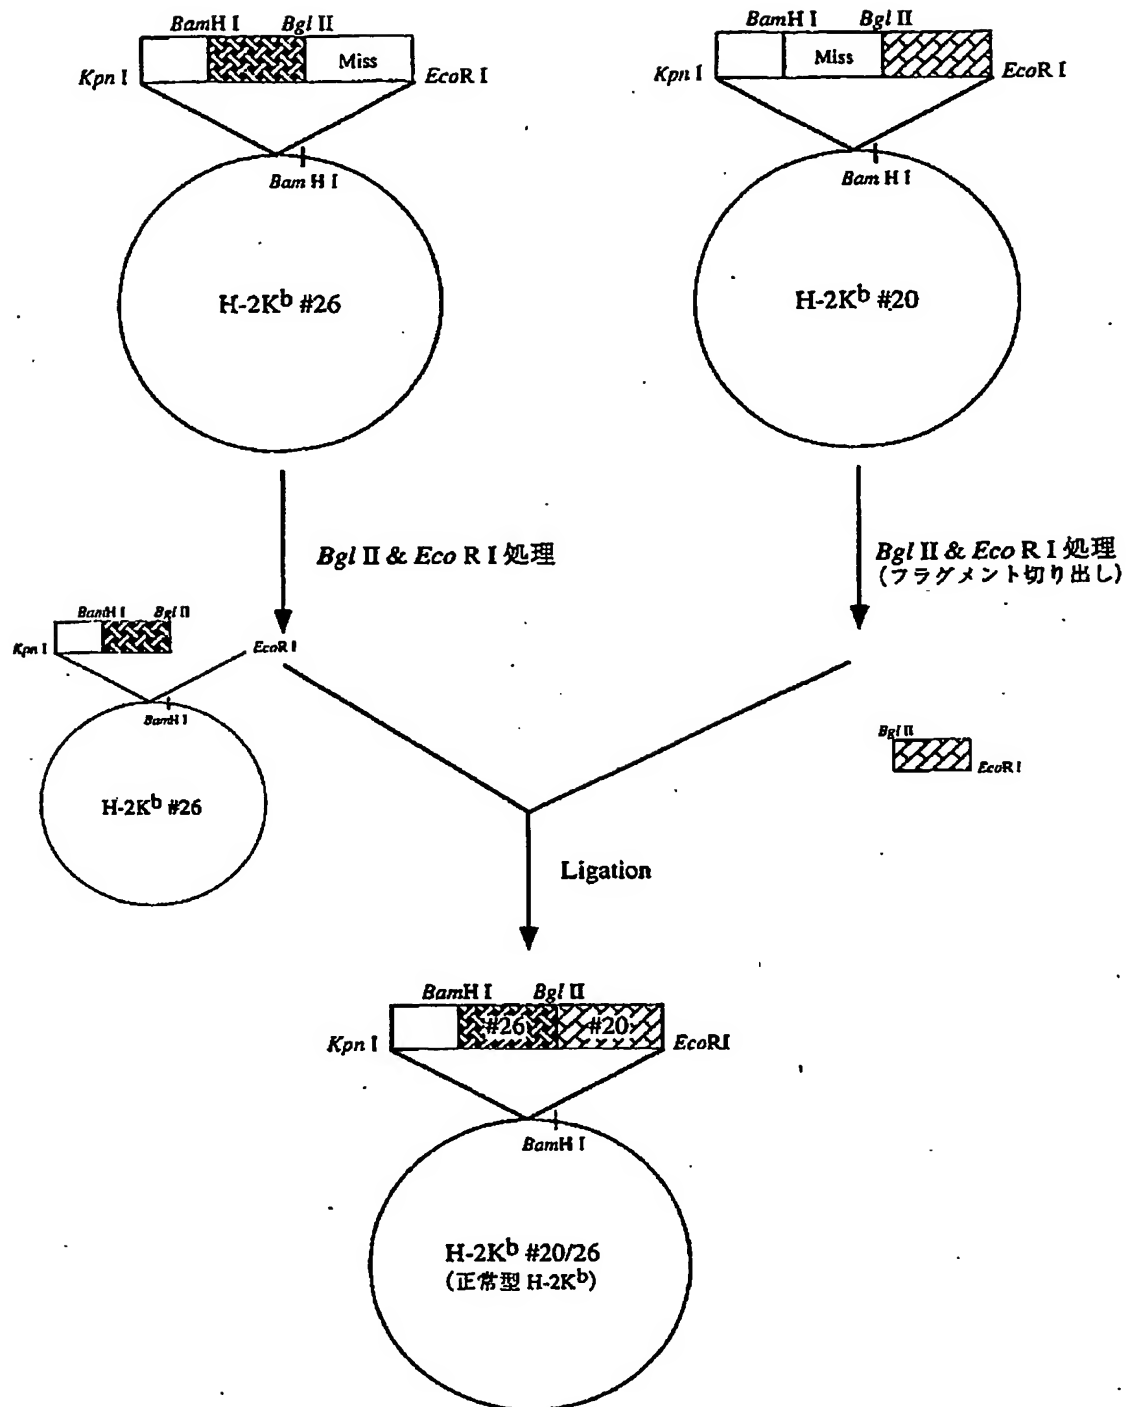 BamH I
Bgl II
Miss
Kpn I
EcoR I
Bam H I
H-2Kb #26
BamH I
Bgl II
Miss
Kpn I
EcoR I
Bam H I
H-2Kb #20
Bgl II & Eco R I 処理
Bgl II & Eco R I 処理
(フラグメント切り出し)
BamH I
Bgl II
Kpn I
EcoR I
BamH I
H-2Kb #26
Bgl II
EcoR I
Ligation
BamH I
Bgl II
#26
#20
Kpn I
EcoRI
BamH I
H-2Kb #20/26
(正常型 H-2Kb)